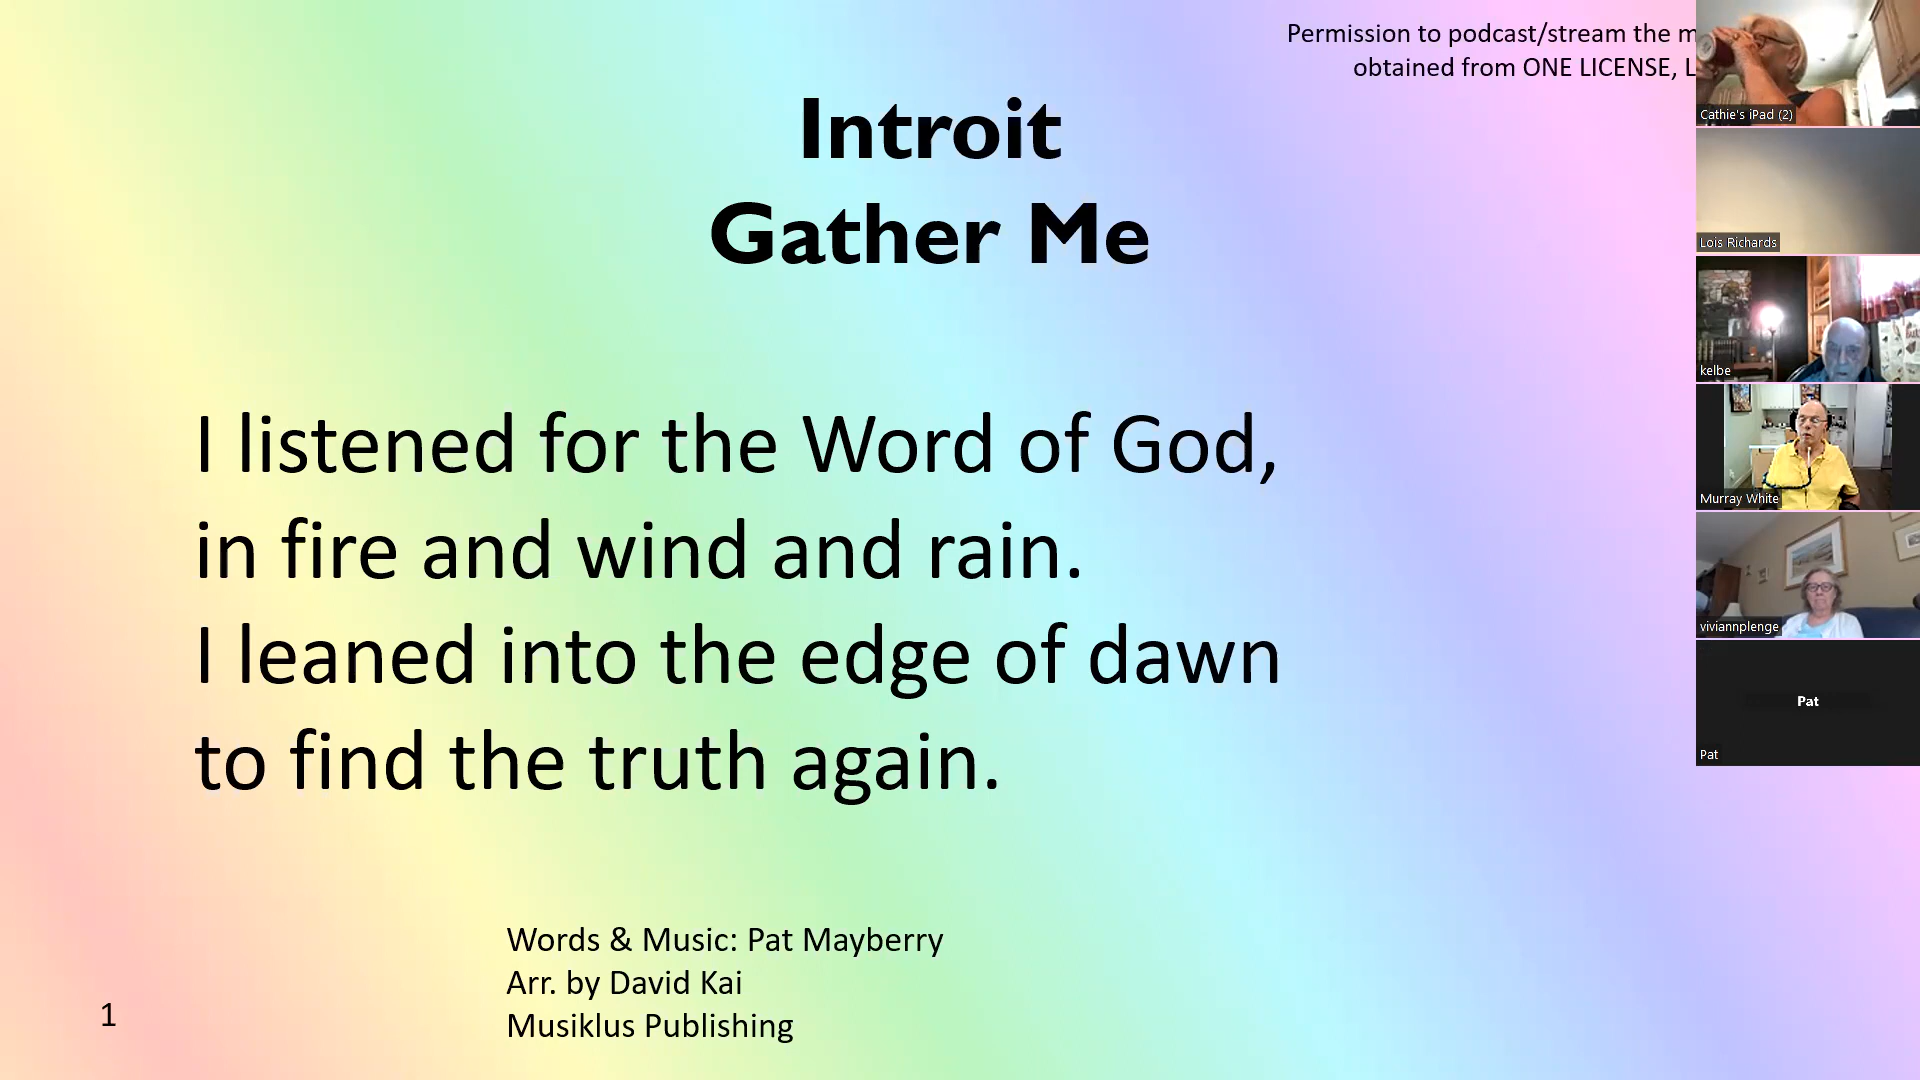 Permission to podcast/stream the m
obtained from ONE LICENSE, L
Introit
Gather Me
I listened for the Word of God,
in fire and wind and rain.
I leaned into the edge of dawn
to find the truth again.
Words & Music: Pat Mayberry
Arr. by David Kai
Musiklus Publishing
1
Cathie's iPad (2)
Lois Richards
kelbe
Murray White
viviannplenge
Pat
Pat